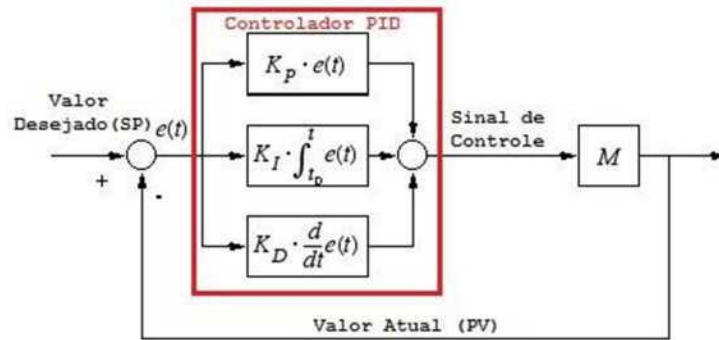 Controlador PID
K_P · e(t)
Valor
Desejado(SP)
e(t)
Sinal de
Controle
K_I · ∫_{t_0}^{t} e(t)
M
+
-
K_D · d/dt e(t)
Valor Atual (PV)